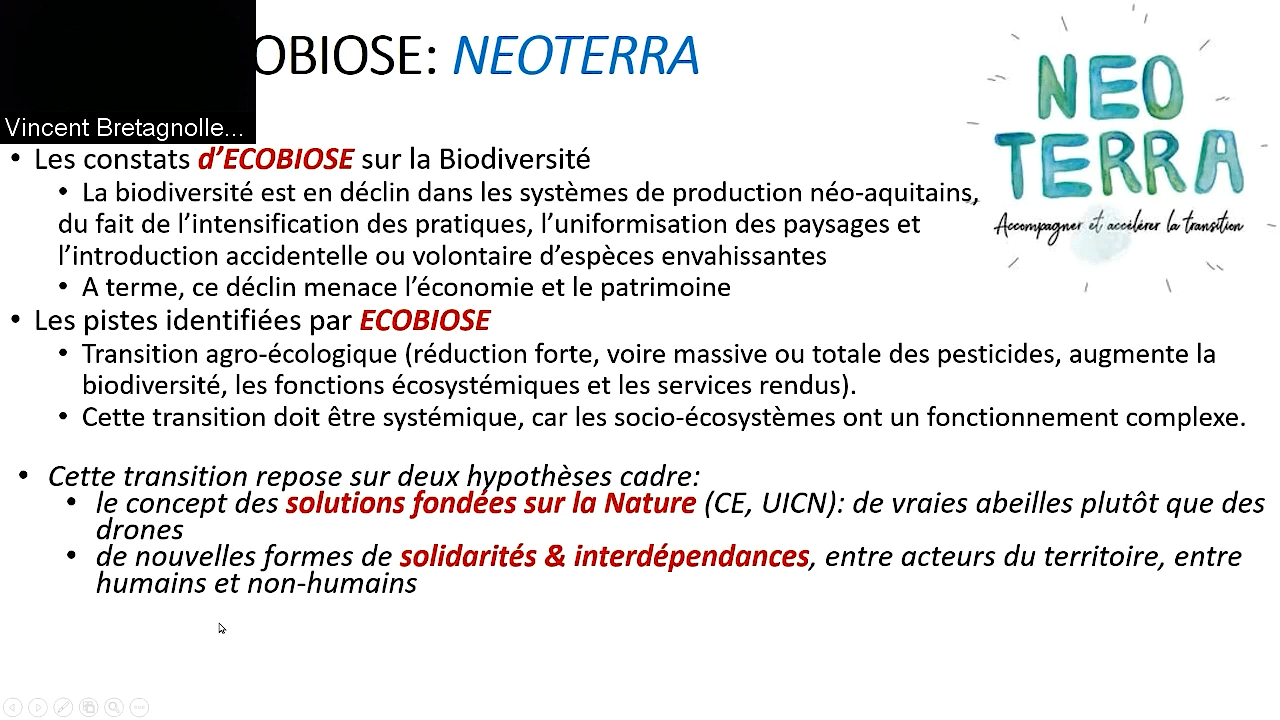 OBIOSE: NEOTERRA
Vincent Bretagnolle...
NEO
TERRA
Accompagner et accélérer la transition
• Les constats d’ECOBIOSE sur la Biodiversité
• La biodiversité est en déclin dans les systèmes de production néo-aquitains,
du fait de l’intensification des pratiques, l’uniformisation des paysages et
l’introduction accidentelle ou volontaire d’espèces envahissantes
• A terme, ce déclin menace l’économie et le patrimoine
• Les pistes identifiées par ECOBIOSE
• Transition agro-écologique (réduction forte, voire massive ou totale des pesticides, augmente la
biodiversité, les fonctions écosystémiques et les services rendus).
• Cette transition doit être systémique, car les socio-écosystèmes ont un fonctionnement complexe.
• Cette transition repose sur deux hypothèses cadre:
• le concept des solutions fondées sur la Nature (CE, UICN): de vraies abeilles plutôt que des
drones
• de nouvelles formes de solidarités & interdépendances, entre acteurs du territoire, entre
humains et non-humains